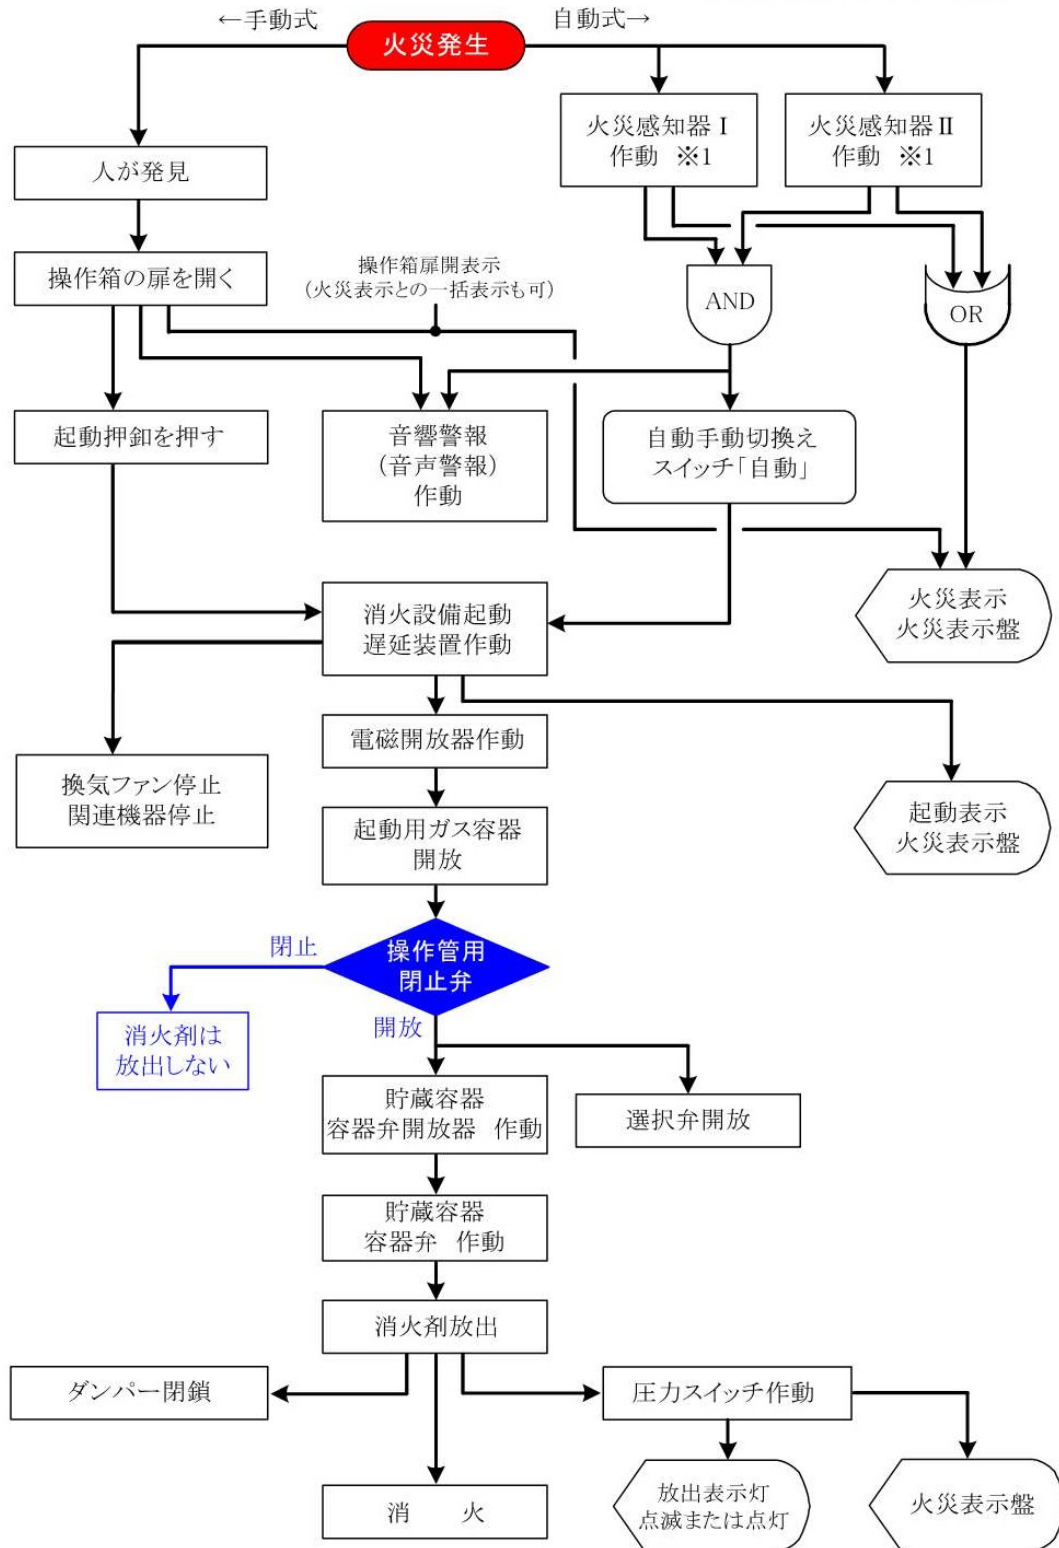 ←手動式
火災発生
自動式→
火災感知器Ⅰ
作動 ※1
火災感知器Ⅱ
作動 ※1
人が発見
操作箱の扉を開く
操作箱扉開表示
(火災表示との一括表示も可)
AND
OR
起動押釦を押す
音響警報
(音声警報)
作動
自動手動切換え
スイッチ「自動」
消火設備起動
遅延装置作動
火災表示
火災表示盤
電磁開放器作動
換気ファン停止
関連機器停止
起動用ガス容器
開放
起動表示
火災表示盤
操作管用
閉止弁
閉止
開放
消火剤は
放出しない
貯蔵容器
容器弁開放器 作動
選択弁開放
貯蔵容器
容器弁 作動
消火剤放出
ダンパー閉鎖
圧力スイッチ作動
消 火
放出表示灯
点滅または点灯
火災表示盤